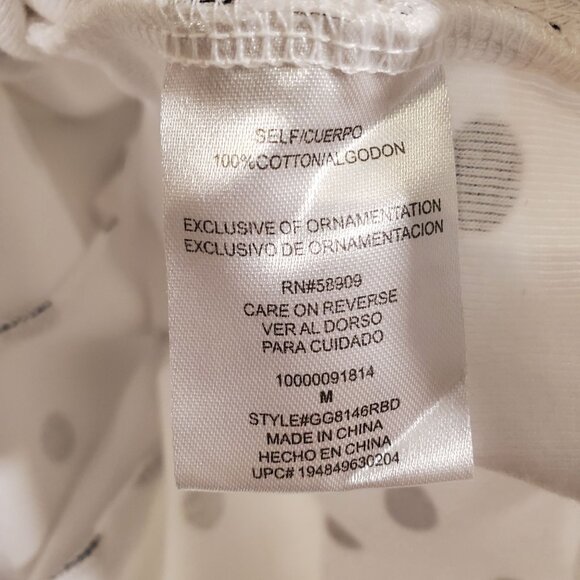 SELF/CUERPO
100%COTTON/ALGODON
EXCLUSIVE OF ORNAMENTATION
EXCLUSIVO DE ORNAMENTACION
RN#58909
CARE ON REVERSE
VER AL DORSO
PARA CUIDADO
10000091814
M
STYLE#GG8146RBD
MADE IN CHINA
HECHO EN CHINA
UPC# 194849630204